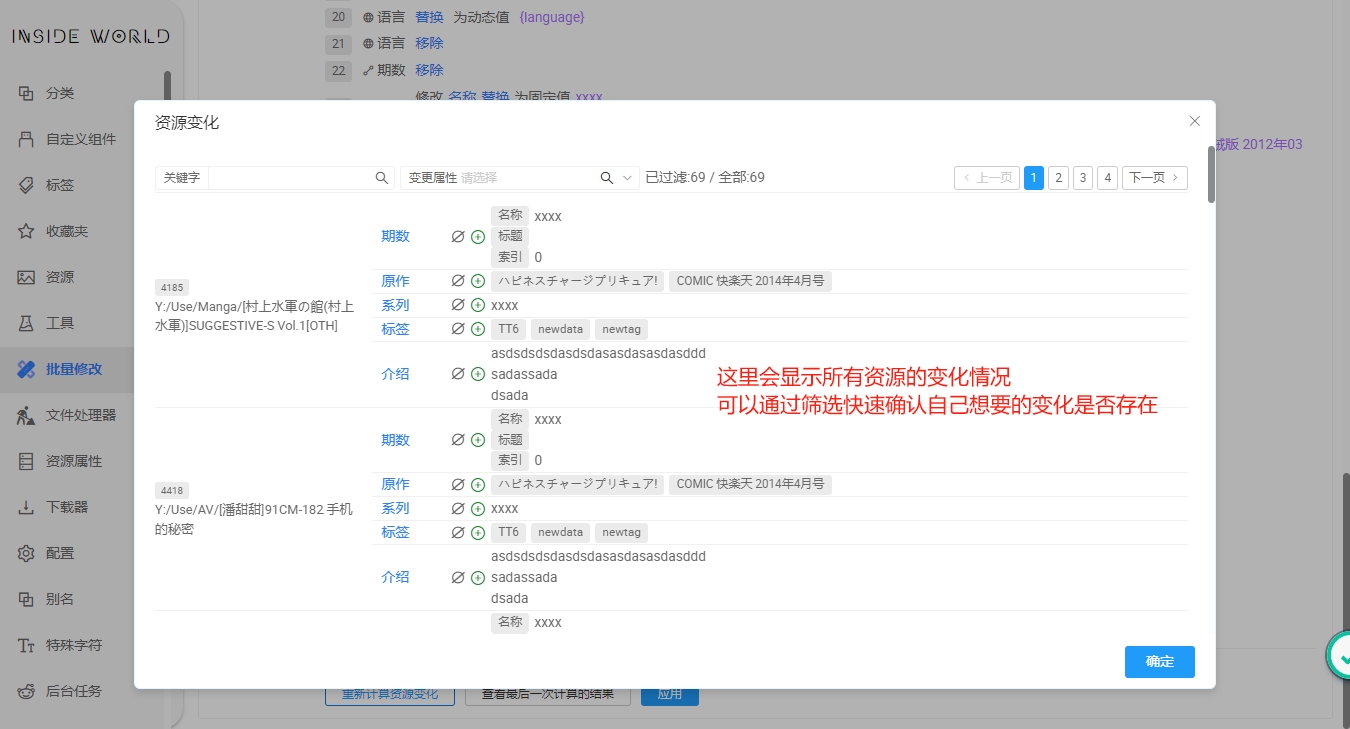 INSIDE WORLD
分类
自定义组件
标签
收藏夹
资源
工具
批量修改
文件处理器
资源属性
下载器
配置
别名
特殊字符
后台任务
20 语言 替换 为动态值 {language}
21 语言 移除
22 期数 移除
修改 名称 替换 为固定值 xxxx
械版 2012年03
资源变化
关键字 变更属性 请选择 已过滤:69 / 全部:69 上一页 1 2 3 4 下一页
4185
Y:/Use/Manga/[村上水軍の館(村上
水軍)]SUGGESTIVE-S Vol.1[OTH]
期数
名称 xxxx
标题
索引 0
原作 ハピネスチャージプリキュア! COMIC 快楽天 2014年4月号
系列 xxxx
标签 TT6 newdata newtag
介绍
asdsdsdsdasdsdasasdasasdasddd
sadassada
dsada
这里会显示所有资源的变化情况
可以通过筛选快速确认自己想要的变化是否存在
4418
Y:/Use/AV/[潘甜甜]91CM-182 手机
的秘密
期数
名称 xxxx
标题
索引 0
原作 ハピネスチャージプリキュア! COMIC 快楽天 2014年4月号
系列 xxxx
标签 TT6 newdata newtag
介绍
asdsdsdsdasdsdasasdasasdasddd
sadassada
dsada
名称 xxxx
确定
重新计算资源变化 查看最后一次计算的结果 应用